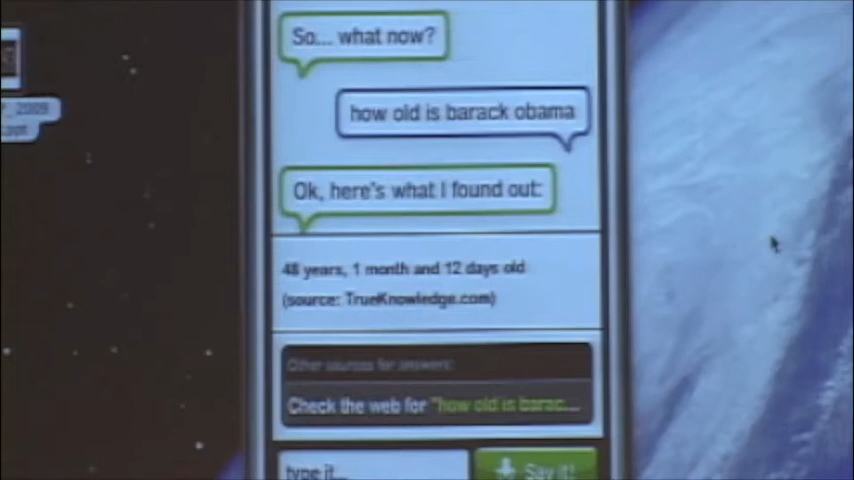 _2009
So... what now?
how old is barack obama
Ok, here's what I found out:
48 years, 1 month and 12 days old
(source: TrueKnowledge.com)
Other sources for answers:
Check the web for "how old is barac...
type it...
Say it!